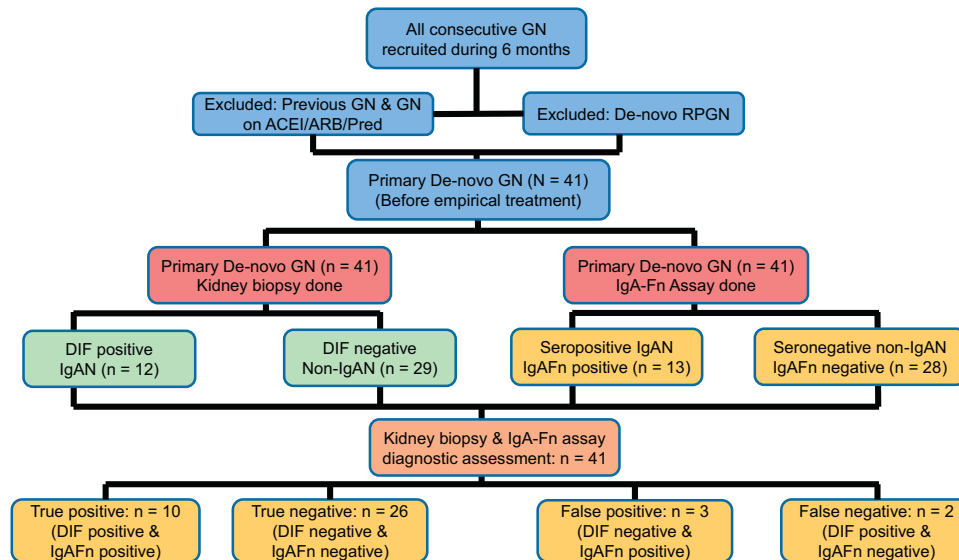 All consecutive GN
recruited during 6 months
Excluded: Previous GN & GN
on ACEI/ARB/Pred
Excluded: De-novo RPGN
Primary De-novo GN (N = 41)
(Before empirical treatment)
Primary De-novo GN (n = 41)
Kidney biopsy done
Primary De-novo GN (n = 41)
IgA-Fn Assay done
DIF positive
IgAN (n = 12)
DIF negative
Non-IgAN (n = 29)
Seropositive IgAN
IgAFn positive (n = 13)
Seronegative non-IgAN
IgAFn negative (n = 28)
Kidney biopsy & IgA-Fn assay
diagnostic assessment: n = 41
True positive: n = 10
(DIF positive &
IgAFn positive)
True negative: n = 26
(DIF negative &
IgAFn negative)
False positive: n = 3
(DIF negative &
IgAFn positive)
False negative: n = 2
(DIF positive &
IgAFn negative)